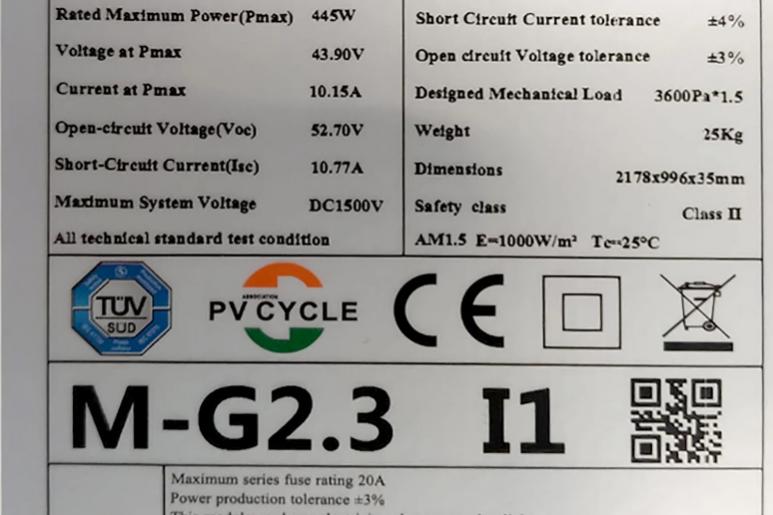 Rated Maximum Power(Pmax) 445W
Voltage at Pmax 43.90V
Current at Pmax 10.15A
Open-circuit Voltage(Voc) 52.70V
Short-Circuit Current(Isc) 10.77A
Maximum System Voltage DC1500V
All technical standard test condition
Short Circuit Current tolerance ±4%
Open circuit Voltage tolerance ±3%
Designed Mechanical Load 3600Pa*1.5
Weight 25Kg
Dimensions 2178x996x35mm
Safety class Class II
AM1.5 E=1000W/m² Tc=25°C
TÜV
SÜD
ASSOCIATION
PV CYCLE
CE
M-G2.3 I1
Maximum series fuse rating 20A
Power production tolerance ±3%